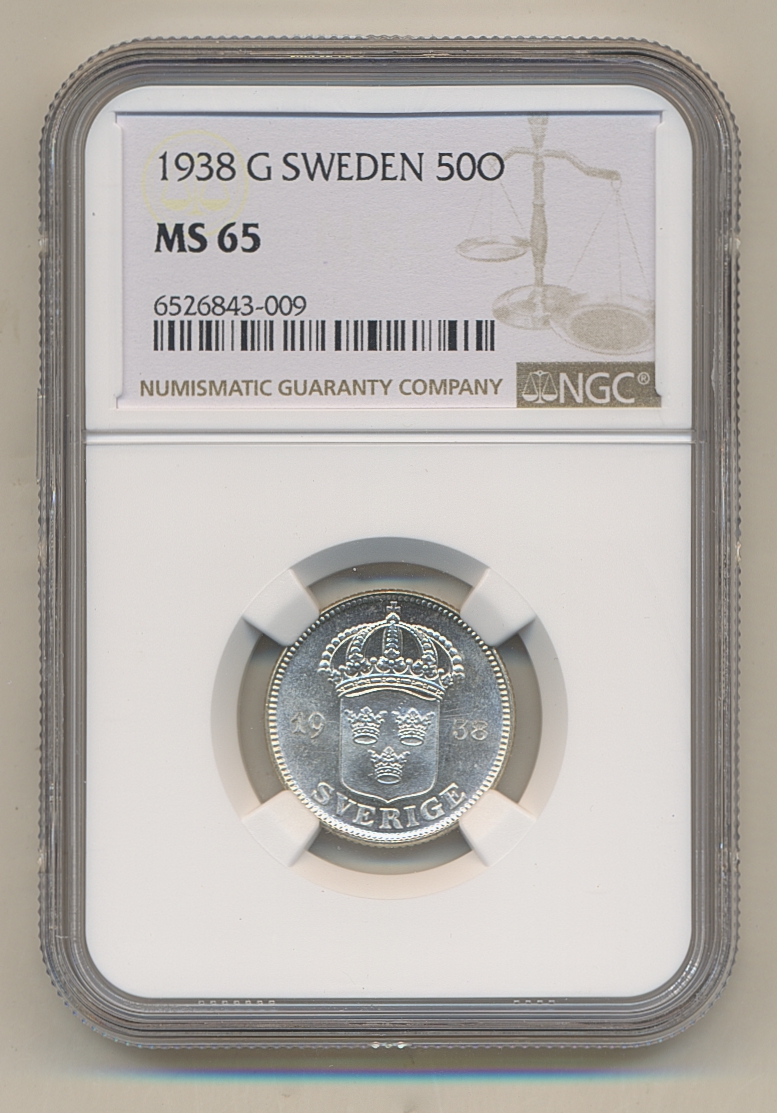 1938 G SWEDEN 50O
MS 65
6526843-009
NUMISMATIC GUARANTY COMPANY
NGC®
19 38
SVERIGE